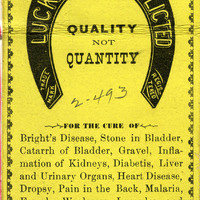 LUCK
LICTED
QUALITY
NOT
QUANTITY
TRADE
MARK
REGIS-
TERED
2-493
FOR THE CURE OF
Bright's Disease, Stone in Bladder,
Catarrh of Bladder, Gravel, Infla-
mation of Kidneys, Diabetis, Liver
and Urinary Organs, Heart Disease,
Dropsy, Pain in the Back, Malaria,